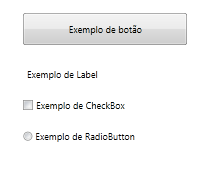 Exemplo de botão
Exemplo de Label
Exemplo de CheckBox
Exemplo de RadioButton